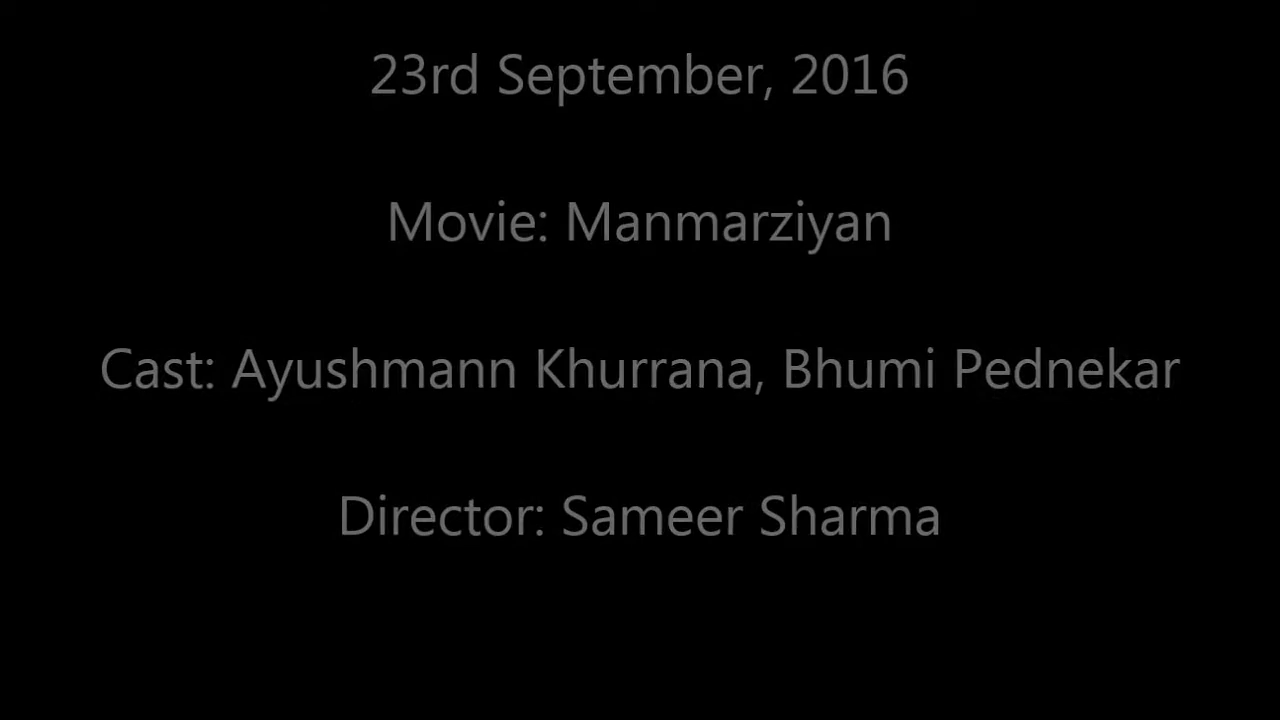 23rd September, 2016
Movie: Manmarziyan
Cast: Ayushmann Khurrana, Bhumi Pednekar
Director: Sameer Sharma